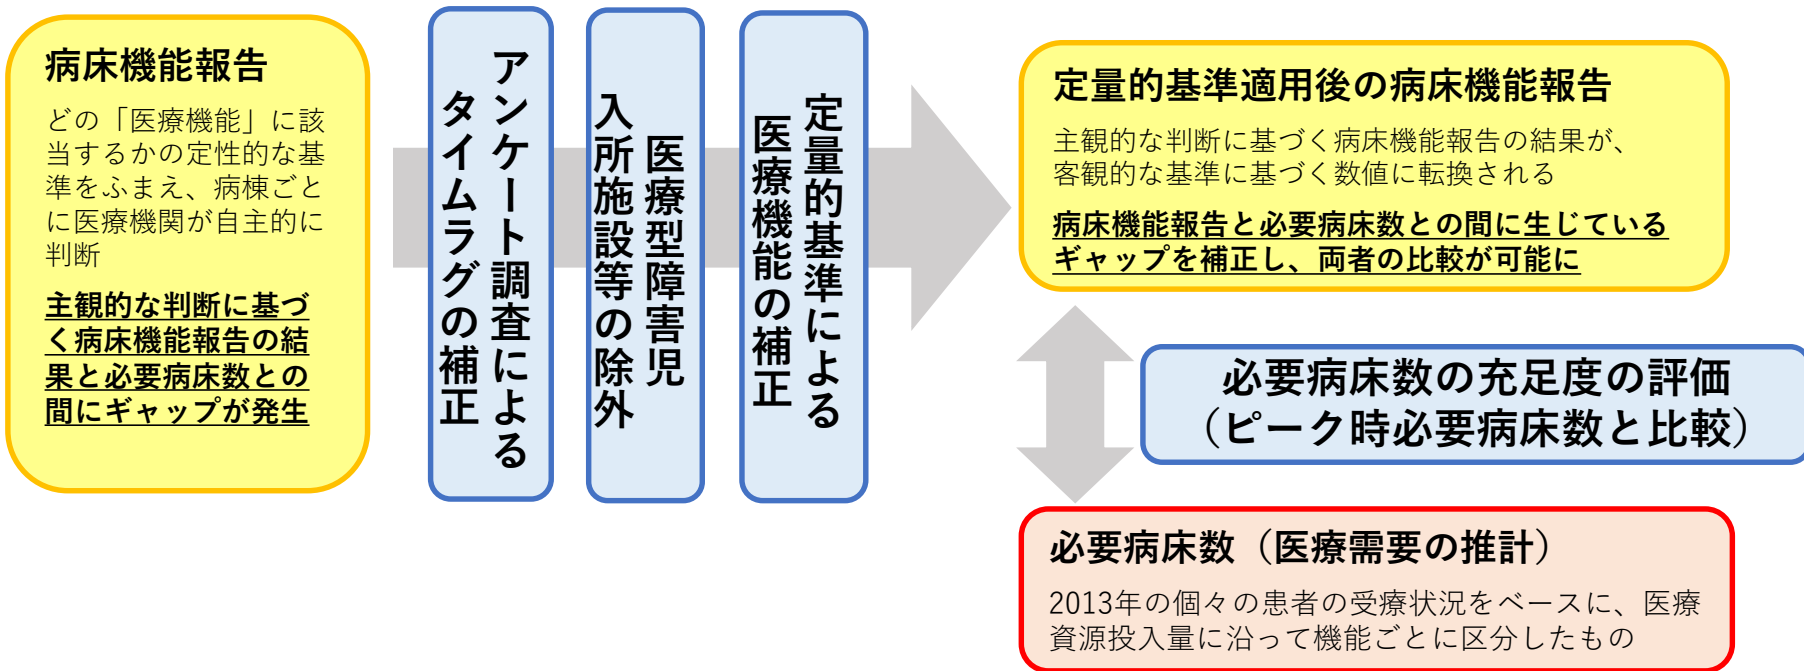 病床機能報告
どの「医療機能」に該
当するかの定性的な基
準をふまえ、病棟ごと
に医療機関が自主的に
判断
主観的な判断に基づ
く病床機能報告の結
果と必要病床数との
間にギャップが発生
アンケート調査による
タイムラグの補正
医療型障害児
入所施設等の除外
定量的基準による
医療機能の補正
定量的基準適用後の病床機能報告
主観的な判断に基づく病床機能報告の結果が、
客観的な基準に基づく数値に転換される
病床機能報告と必要病床数との間に生じている
ギャップを補正し、両者の比較が可能に
必要病床数の充足度の評価
（ピーク時必要病床数と比較）
必要病床数（医療需要の推計）
2013年の個々の患者の受療状況をベースに、医療
資源投入量に沿って機能ごとに区分したもの